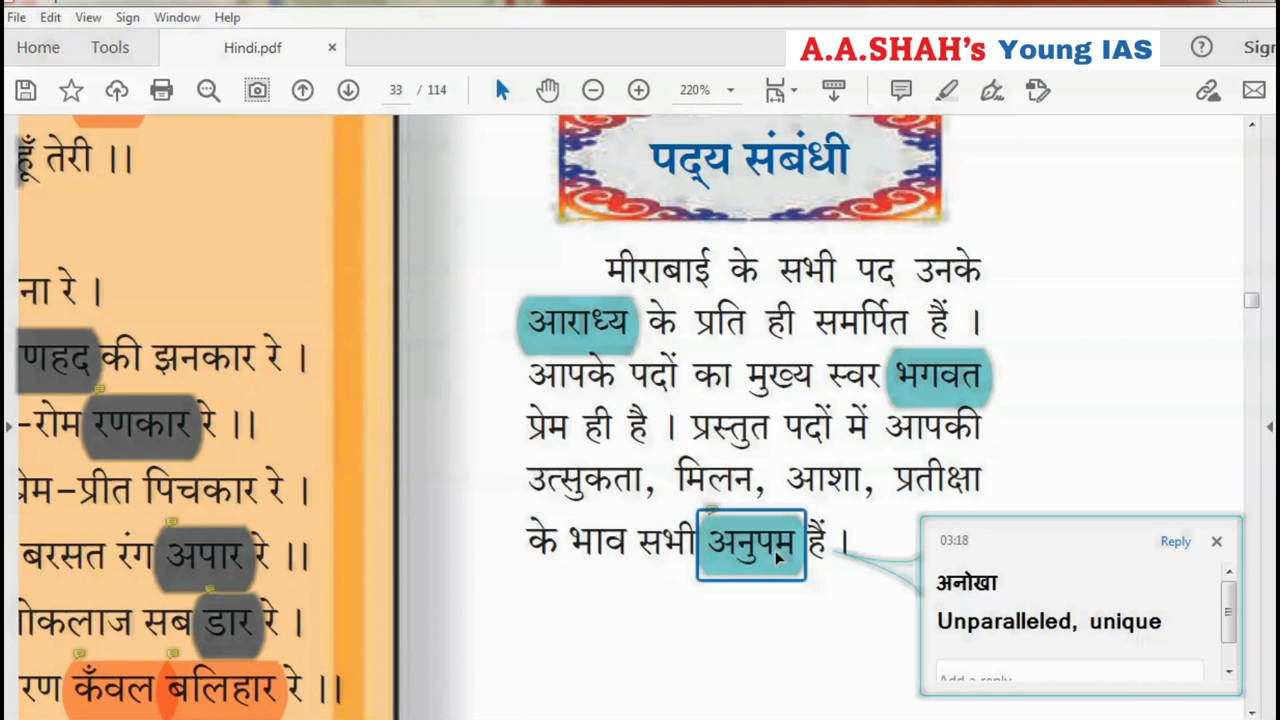 File Edit View Sign Window Help
Home Tools Hindi.pdf ×
A.A.SHAH's Young IAS
33 / 114
220%
हूँ तेरी ।।
ना रे ।
णहद की झनकार रे ।
-रोम रणकार रे ।।
प्रेम-प्रीत पिचकार रे ।
बरसत रंग अपार रे ।।
लोकलाज सब डार रे ।
रण कँवल बलिहार रे ।।
पद्य संबंधी
मीराबाई के सभी पद उनके
आराध्य के प्रति ही समर्पित हैं ।
आपके पदों का मुख्य स्वर भगवत
प्रेम ही है । प्रस्तुत पदों में आपकी
उत्सुकता, मिलन, आशा, प्रतीक्षा
के भाव सभी अनुपम हैं ।
03:18 Reply
अनोखा
Unparalleled, unique
Add a reply